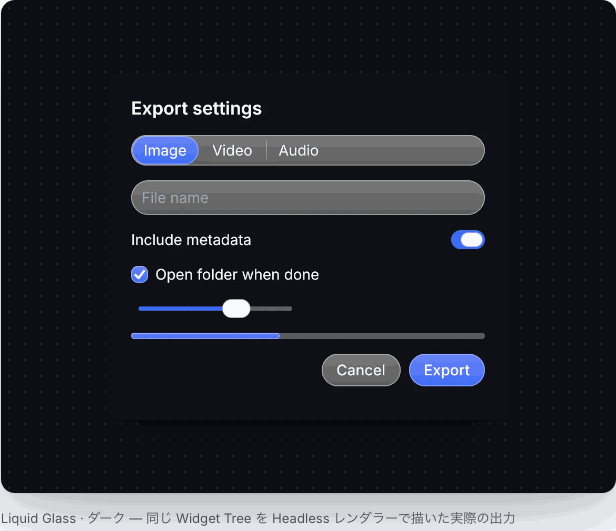 Export settings
Image Video Audio
File name
Include metadata
Open folder when done
Cancel Export
Liquid Glass · ダーク — 同じ Widget Tree を Headless レンダラーで描いた実際の出力